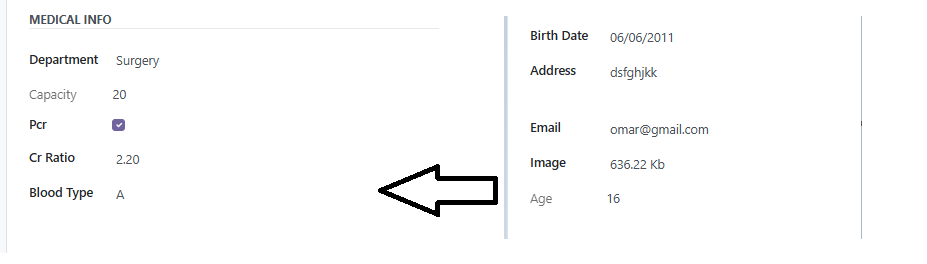 MEDICAL INFO
Department Surgery
Capacity 20
Pcr
Cr Ratio 2.20
Blood Type A
Birth Date 06/06/2011
Address dsfghjkk
Email omar@gmail.com
Image 636.22 Kb
Age 16